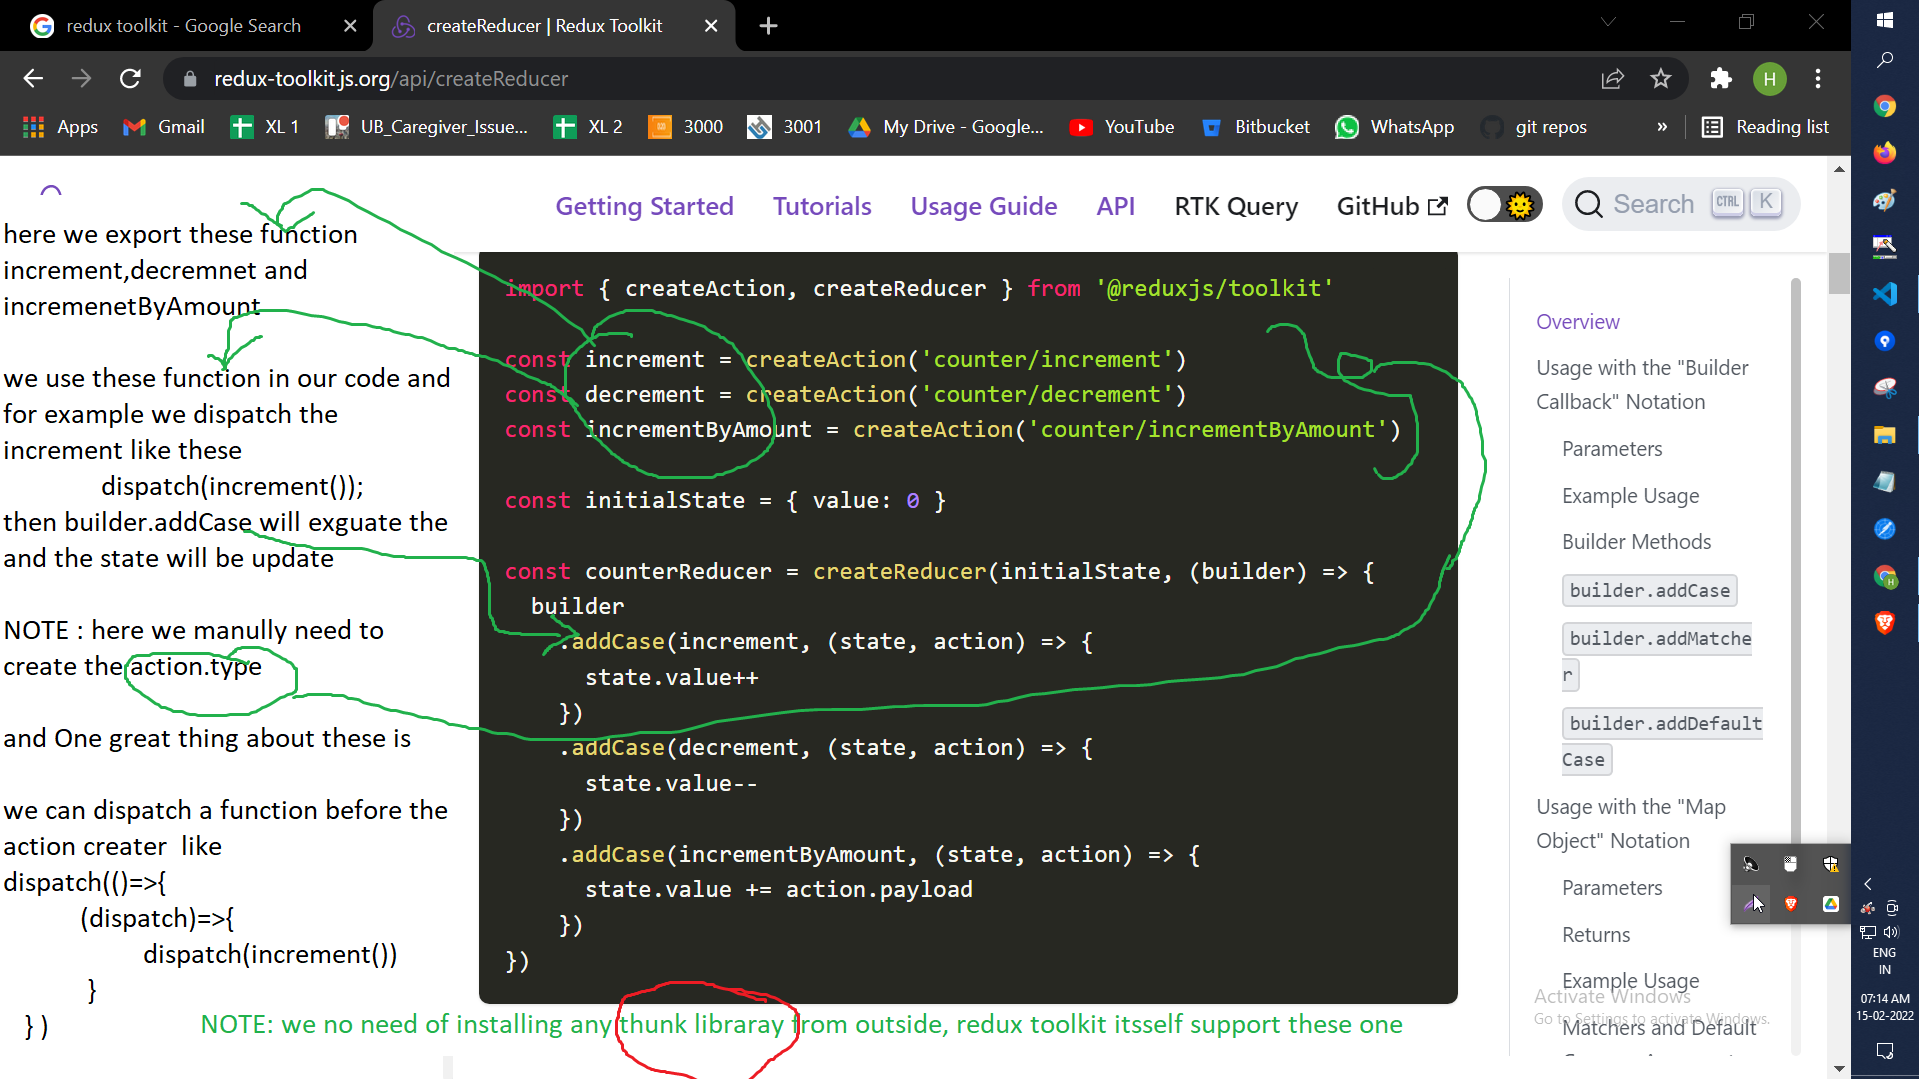 redux toolkit - Google Search
createReducer | Redux Toolkit
redux-toolkit.js.org/api/createReducer
H
Apps
Gmail
XL 1
UB_Caregiver_Issue...
XL 2
3000
3001
My Drive - Google...
YouTube
Bitbucket
WhatsApp
git repos
»
Reading list
Getting Started
Tutorials
Usage Guide
API
RTK Query
GitHub
Search
CTRL
K
here we export these function
increment,decremnet and
incremenetByAmount
we use these function in our code and
for example we dispatch the
increment like these
dispatch(increment());
then builder.addCase will exguate the
and the state will be update
NOTE : here we manully need to
create the action.type
and One great thing about these is
we can dispatch a function before the
action creater  like
dispatch(()=>{
(dispatch)=>{
dispatch(increment())
}
} )
NOTE: we no need of installing any thunk libraray from outside, redux toolkit itsself support these one
import { createAction, createReducer } from '@reduxjs/toolkit'
const increment = createAction('counter/increment')
const decrement = createAction('counter/decrement')
const incrementByAmount = createAction('counter/incrementByAmount')
const initialState = { value: 0 }
const counterReducer = createReducer(initialState, (builder) => {
builder
.addCase(increment, (state, action) => {
state.value++
})
.addCase(decrement, (state, action) => {
state.value--
})
.addCase(incrementByAmount, (state, action) => {
state.value += action.payload
})
})
Overview
Usage with the "Builder
Callback" Notation
Parameters
Example Usage
Builder Methods
builder.addCase
builder.addMatche
r
builder.addDefault
Case
Usage with the "Map
Object" Notation
Parameters
Returns
Example Usage
Matchers and Default
Activate Windows
Go to Settings to activate Windows.
ENG
IN
07:14 AM
15-02-2022